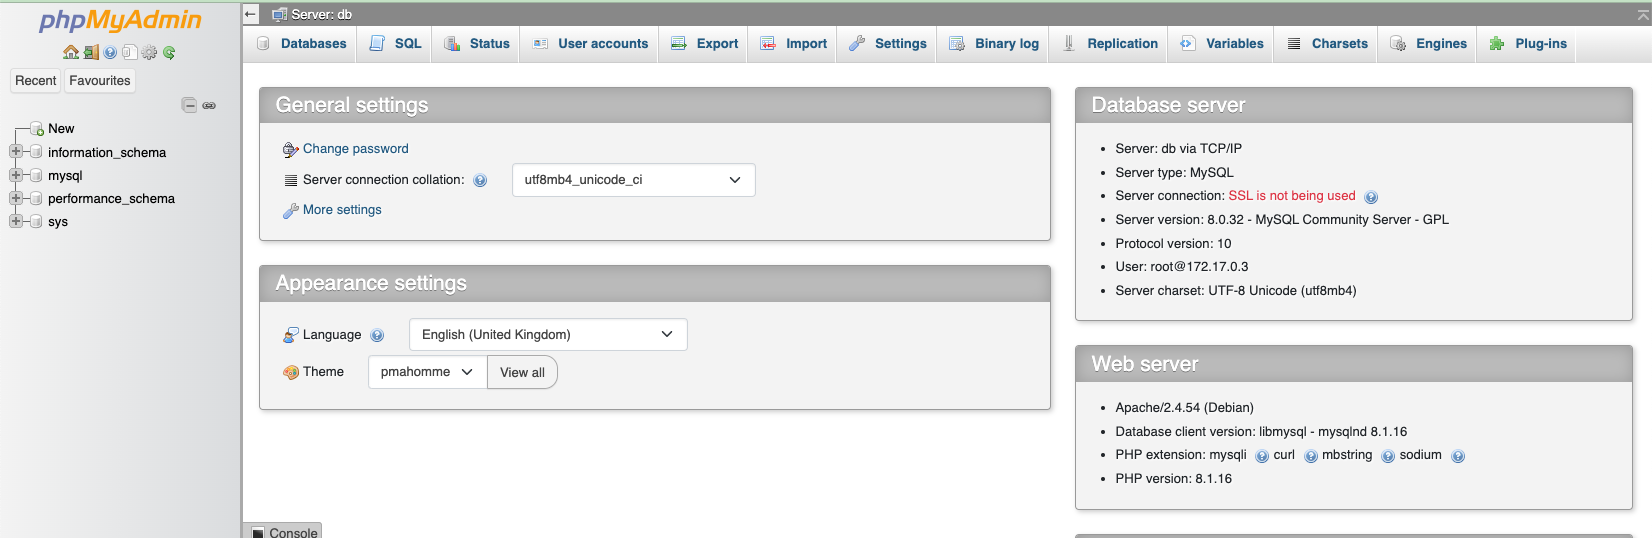 phpMyAdmin
Recent Favourites
New
information_schema
mysql
performance_schema
sys
Server: db
Databases SQL Status User accounts Export Import Settings Binary log Replication Variables Charsets Engines Plug-ins
General settings
Change password
Server connection collation: utf8mb4_unicode_ci
More settings
Appearance settings
Language English (United Kingdom)
Theme pmahomme View all
Database server
Server: db via TCP/IP
Server type: MySQL
Server connection: SSL is not being used
Server version: 8.0.32 - MySQL Community Server - GPL
Protocol version: 10
User: root@172.17.0.3
Server charset: UTF-8 Unicode (utf8mb4)
Web server
Apache/2.4.54 (Debian)
Database client version: libmysql - mysqlnd 8.1.16
PHP extension: mysqli curl mbstring sodium
PHP version: 8.1.16
Console